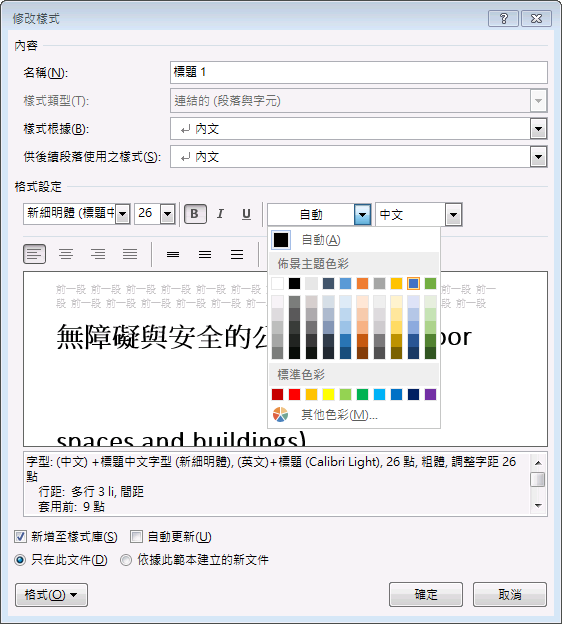 修改樣式
內容
名稱(N):
標題 1
樣式類型(T):
連結的 (段落與字元)
樣式根據(B):
內文
供後續段落使用之樣式(S):
內文
格式設定
新細明體 (標題中
26
B I U
自動
中文
自動(A)
佈景主題色彩
標準色彩
其他色彩(M)...
前一段 前一段 前一段 前一段 前一段 前一段
段 前一段 前一段 前一段 前一段 前一段 前一段
無障礙與安全的
oor
spaces and buildings)
字型: (中文) +標題中文字型 (新細明體), (英文)+標題 (Calibri Light), 26 點, 粗體, 調整字距 26
點
行距: 多行 3 li, 間距
套用前: 9 點
新增至樣式庫(S)
自動更新(U)
只在此文件(D)
依據此範本建立的新文件
格式(O)
確定
取消